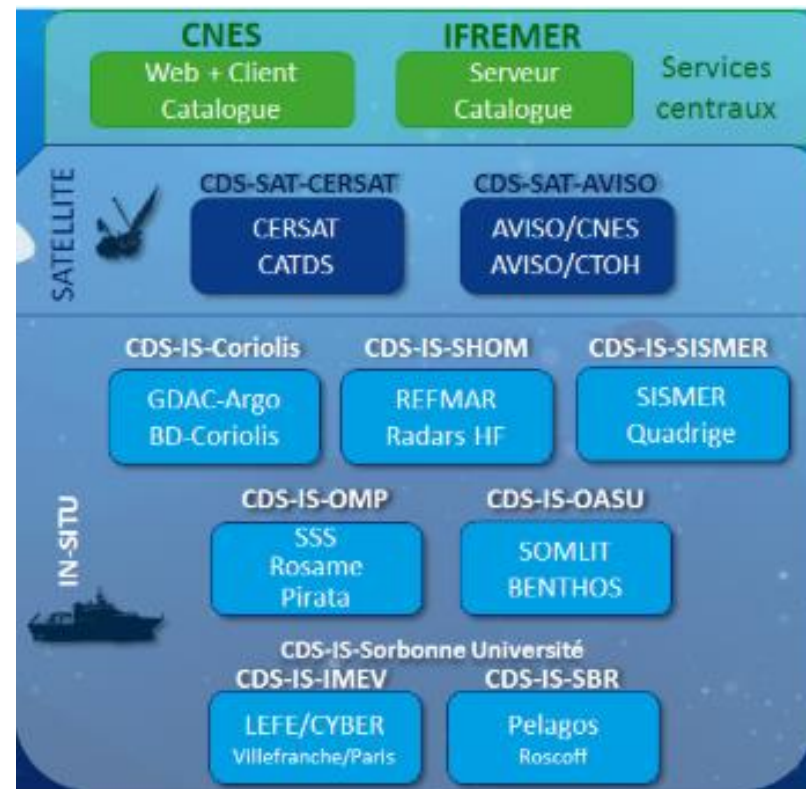 CNES
IFREMER
Web + Client
Catalogue
Serveur
Catalogue
Services
centraux
SATELLITE
CDS-SAT-CERSAT
CERSAT
CATDS
CDS-SAT-AVISO
AVISO/CNES
AVISO/CTOH
IN-SITU
CDS-IS-Coriolis
GDAC-Argo
BD-Coriolis
CDS-IS-SHOM
REFMAR
Radars HF
CDS-IS-SISMER
SISMER
Quadrige
CDS-IS-OMP
SSS
Rosame
Pirata
CDS-IS-OASU
SOMLIT
BENTHOS
CDS-IS-Sorbonne Université
CDS-IS-IMEV
LEFE/CYBER
Villefranche/Paris
CDS-IS-SBR
Pelagos
Roscoff